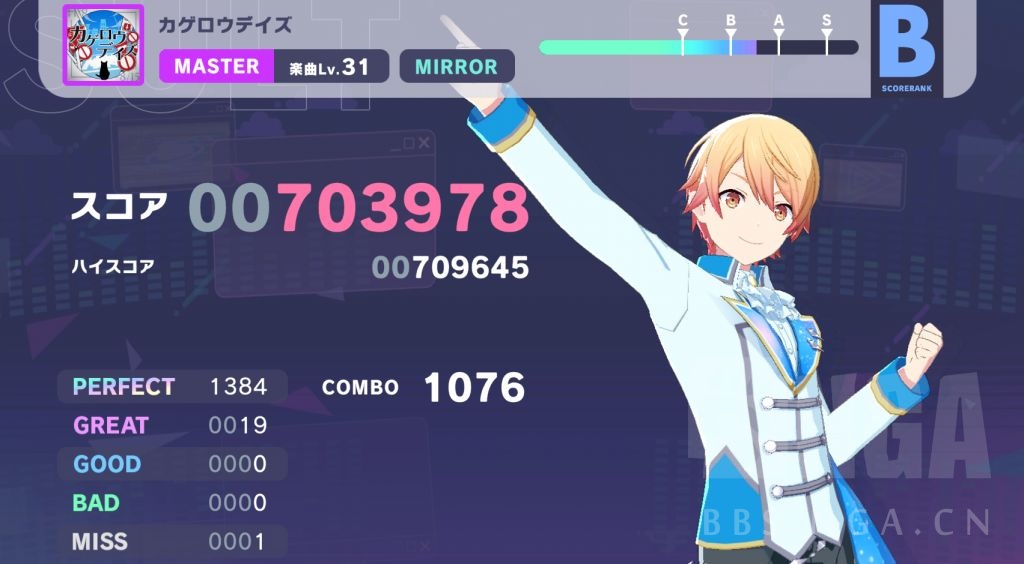 カゲロウデイズ
カゲロウデイズ
MASTER 楽曲Lv.31 MIRROR
C B A S
B
SCORERANK
スコア 00703978
ハイスコア 00709645
PERFECT 1384
COMBO 1076
GREAT 0019
GOOD 0000
BAD 0000
MISS 0001